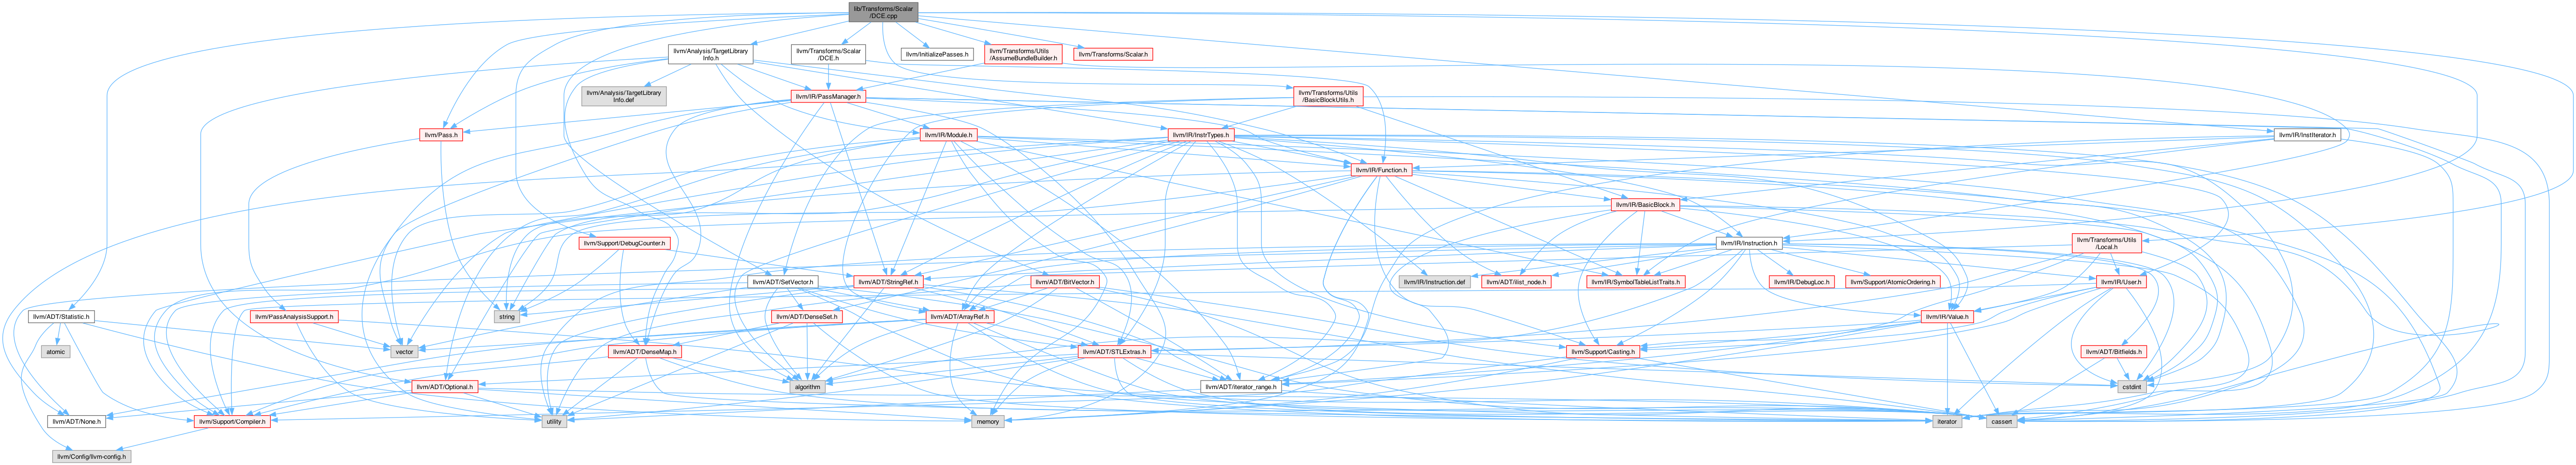 lib/Transforms/Scalar
/DCE.cpp
llvm/Analysis/TargetLibrary
Info.h
llvm/Transforms/Scalar
/DCE.h
llvm/InitializePasses.h
llvm/Transforms/Utils
/AssumeBundleBuilder.h
llvm/Transforms/Scalar.h
llvm/Analysis/TargetLibrary
Info.def
llvm/IR/PassManager.h
llvm/Transforms/Utils
/BasicBlockUtils.h
llvm/Pass.h
llvm/IR/Module.h
llvm/IR/InstrTypes.h
llvm/IR/InstIterator.h
llvm/IR/Function.h
llvm/IR/BasicBlock.h
llvm/Support/DebugCounter.h
llvm/IR/Instruction.h
llvm/Transforms/Utils
/Local.h
llvm/ADT/SetVector.h
llvm/ADT/StringRef.h
llvm/ADT/BitVector.h
llvm/IR/Instruction.def
llvm/ADT/ilist_node.h
llvm/IR/SymbolTableListTraits.h
llvm/IR/DebugLoc.h
llvm/Support/AtomicOrdering.h
llvm/IR/User.h
llvm/ADT/Statistic.h
llvm/PassAnalysisSupport.h
string
llvm/ADT/DenseSet.h
llvm/ADT/ArrayRef.h
llvm/IR/Value.h
atomic
vector
llvm/ADT/DenseMap.h
llvm/ADT/STLExtras.h
llvm/Support/Casting.h
llvm/ADT/Bitfields.h
llvm/ADT/Optional.h
algorithm
llvm/ADT/iterator_range.h
cstdint
llvm/ADT/None.h
llvm/Support/Compiler.h
utility
memory
iterator
cassert
llvm/Config/llvm-config.h